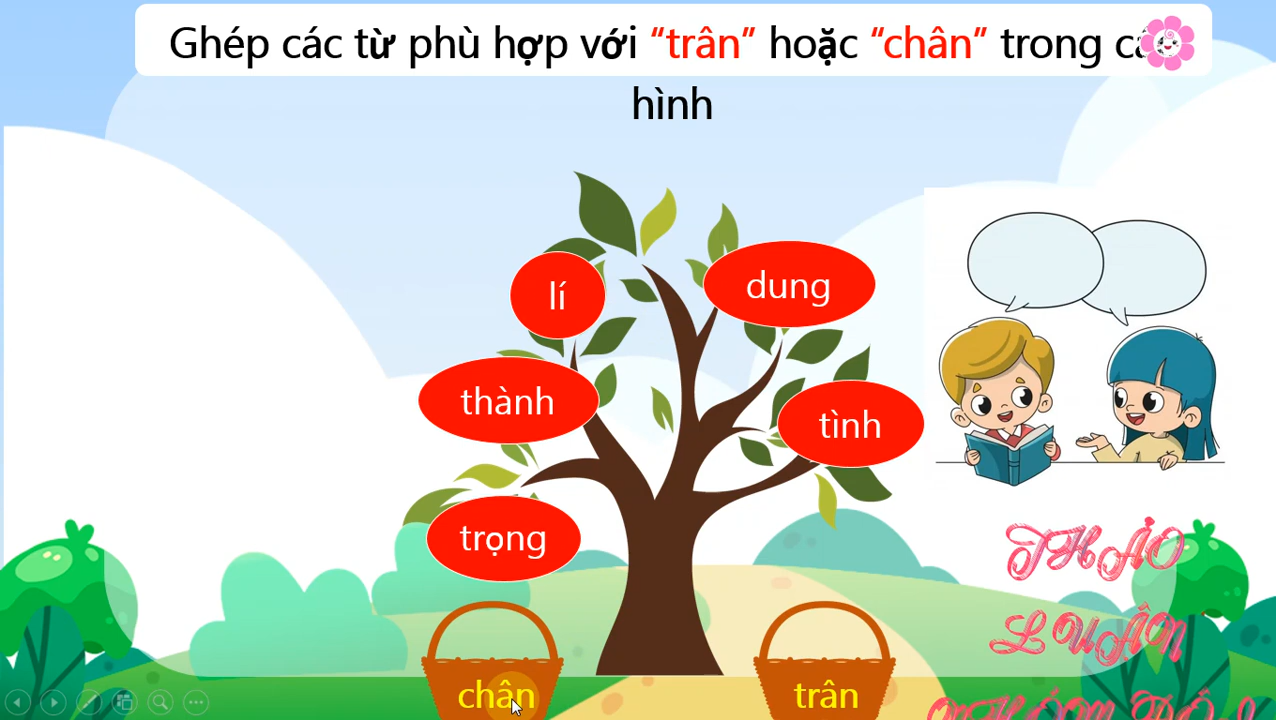 Ghép các từ phù hợp với “trân” hoặc “chân” trong
hình
lí
dung
thành
tình
trọng
chân
trân
THẢO
LUẬN